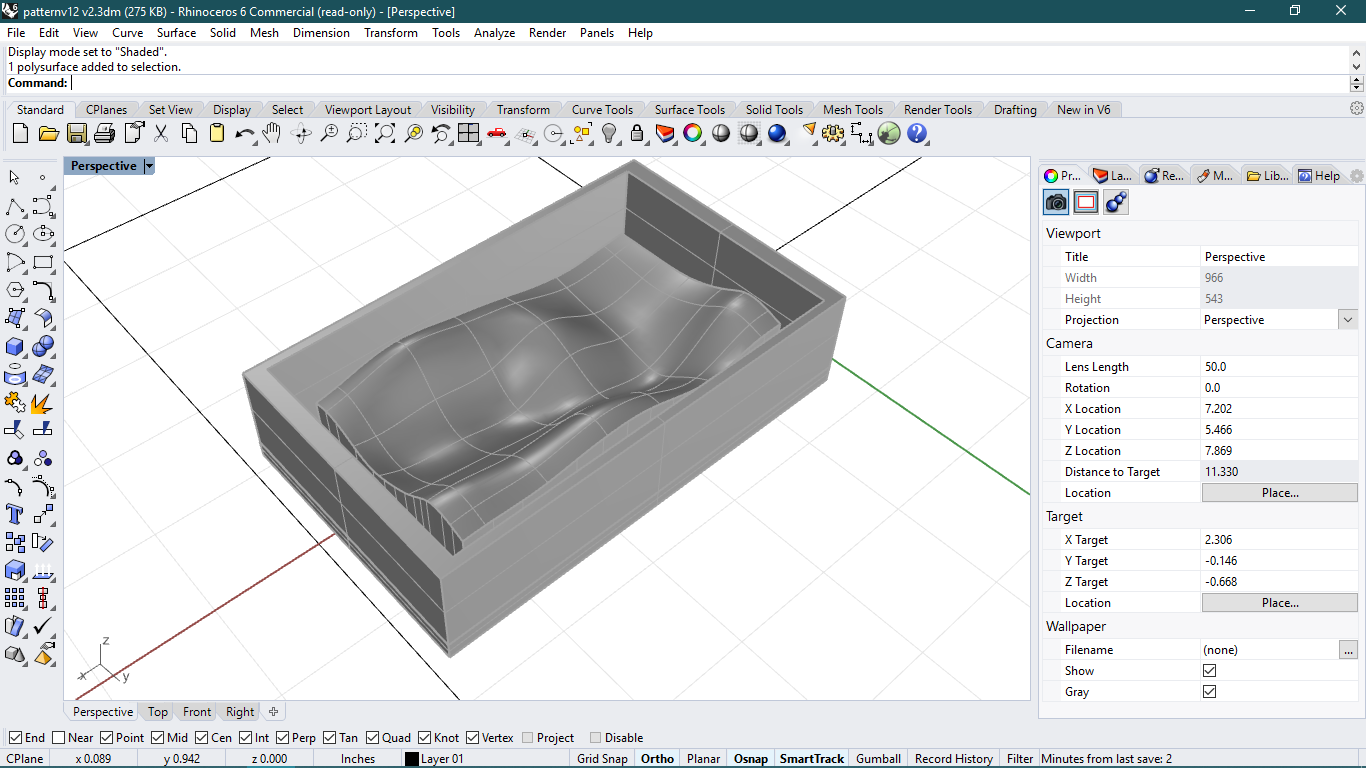 patternv12 v2.3dm (275 KB) - Rhinoceros 6 Commercial (read-only) - [Perspective]
File Edit View Curve Surface Solid Mesh Dimension Transform Tools Analyze Render Panels Help
Display mode set to "Shaded".
1 polysurface added to selection.
Command:
Standard CPlanes Set View Display Select Viewport Layout Visibility Transform Curve Tools Surface Tools Solid Tools Mesh Tools Render Tools Drafting New in V6
Perspective
Pr... La... Re... M... Lib... Help
Viewport
Title Perspective
Width 966
Height 543
Projection Perspective
Camera
Lens Length 50.0
Rotation 0.0
X Location 7.202
Y Location 5.466
Z Location 7.869
Distance to Target 11.330
Location Place...
Target
X Target 2.306
Y Target -0.146
Z Target -0.668
Location Place...
Wallpaper
Filename (none) ...
Show
Gray
z
x
y
Perspective Top Front Right
End Near Point Mid Cen Int Perp Tan Quad Knot Vertex Project Disable
CPlane x 0.089 y 0.942 z 0.000 Inches Layer 01 Grid Snap Ortho Planar Osnap SmartTrack Gumball Record History Filter Minutes from last save: 2